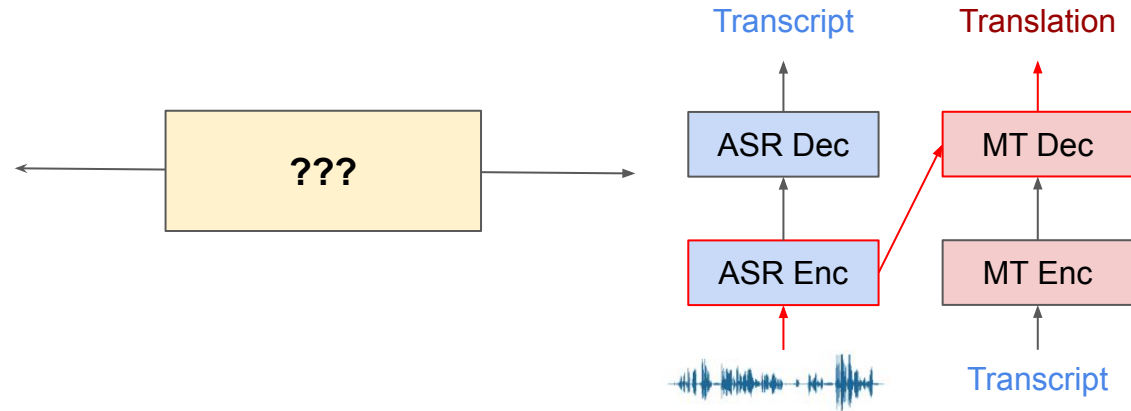 Transcript
Translation
???
ASR Dec
MT Dec
ASR Enc
MT Enc
Transcript